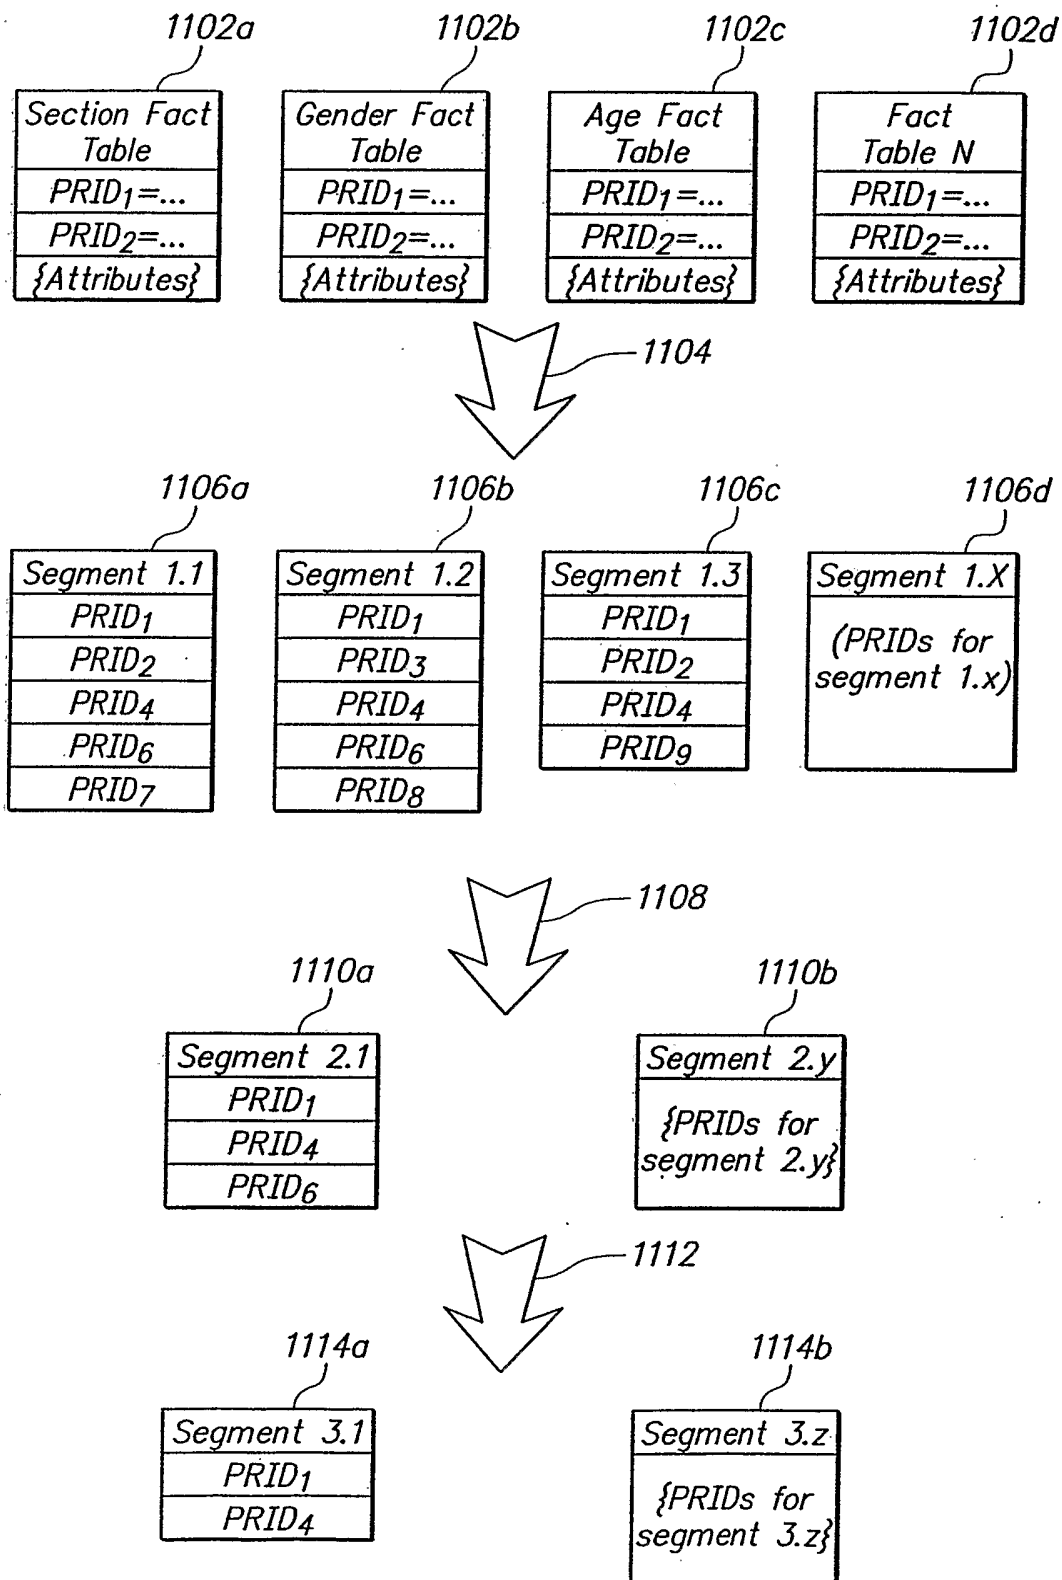 1102a
1102b
1102c
1102d
Section Fact
Table
PRID1=...
PRID2=...
{Attributes}
Gender Fact
Table
PRID1=...
PRID2=...
{Attributes}
Age Fact
Table
PRID1=...
PRID2=...
{Attributes}
Fact
Table N
PRID1=...
PRID2=...
{Attributes}
1104
1106a
1106b
1106c
1106d
Segment 1.1
PRID1
PRID2
PRID4
PRID6
PRID7
Segment 1.2
PRID1
PRID3
PRID4
PRID6
PRID8
Segment 1.3
PRID1
PRID2
PRID4
PRID9
Segment 1.X
(PRIDs for
segment 1.x)
1108
1110a
1110b
Segment 2.1
PRID1
PRID4
PRID6
Segment 2.y
{PRIDs for
segment 2.y}
1112
1114a
1114b
Segment 3.1
PRID1
PRID4
Segment 3.z
{PRIDs for
segment 3.z}